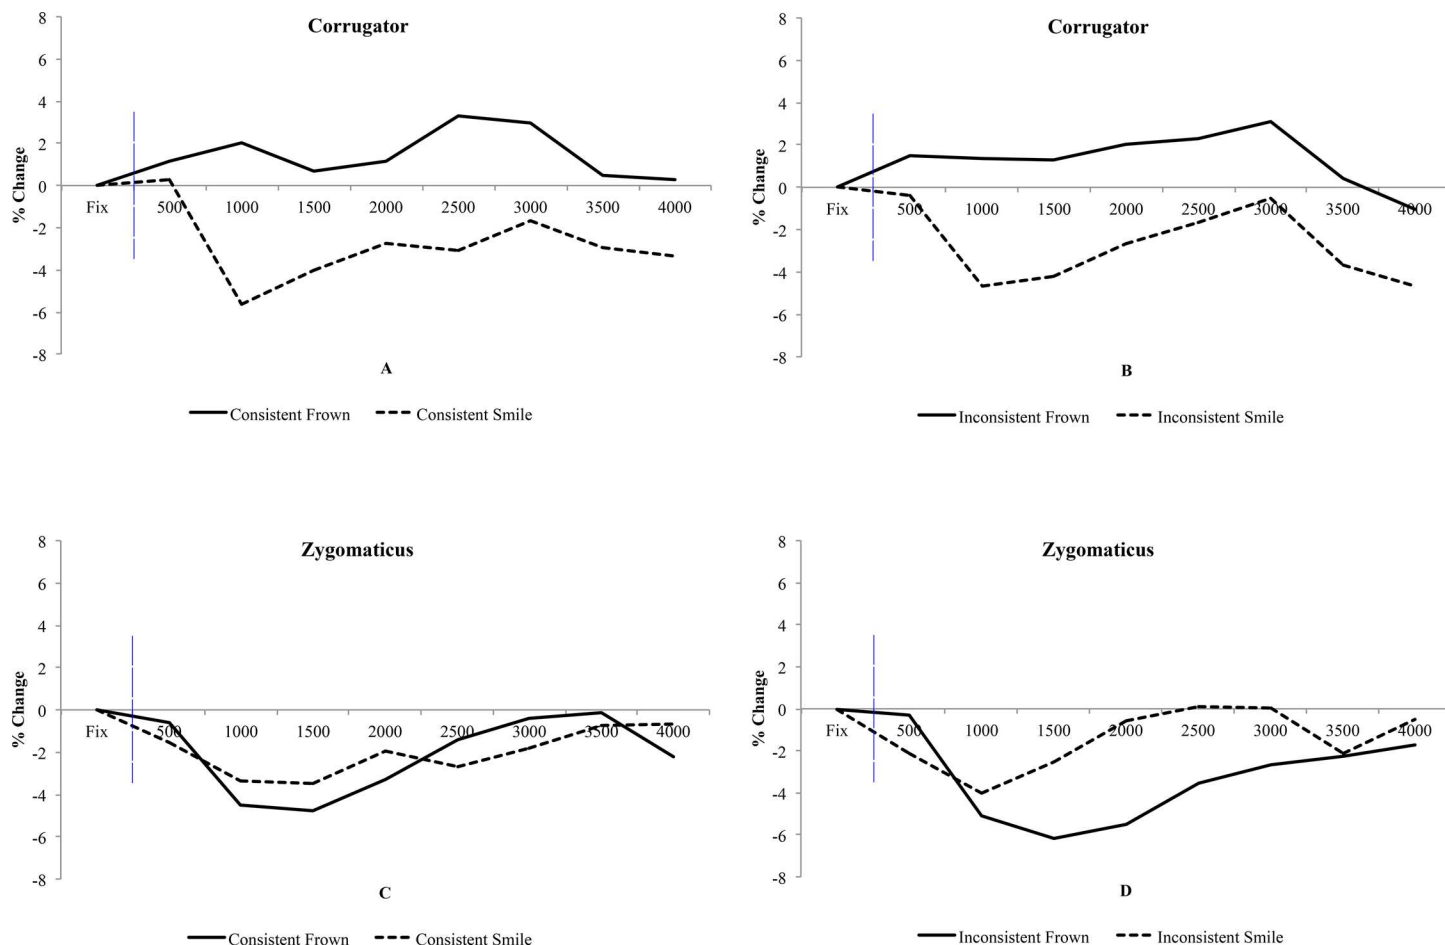 Corrugator
8
6
4
2
0
-2
-4
-6
-8
% Change
Fix 500 1000 1500 2000 2500 3000 3500 4000
A
Consistent Frown Consistent Smile
Corrugator
8
6
4
2
0
-2
-4
-6
-8
% Change
Fix 500 1000 1500 2000 2500 3000 3500 4000
B
Inconsistent Frown Inconsistent Smile
Zygomaticus
8
6
4
2
0
-2
-4
-6
-8
% Change
Fix 500 1000 1500 2000 2500 3000 3500 4000
C
Consistent Frown Consistent Smile
Zygomaticus
8
6
4
2
0
-2
-4
-6
-8
% Change
Fix 500 1000 1500 2000 2500 3000 3500 4000
D
Inconsistent Frown Inconsistent Smile